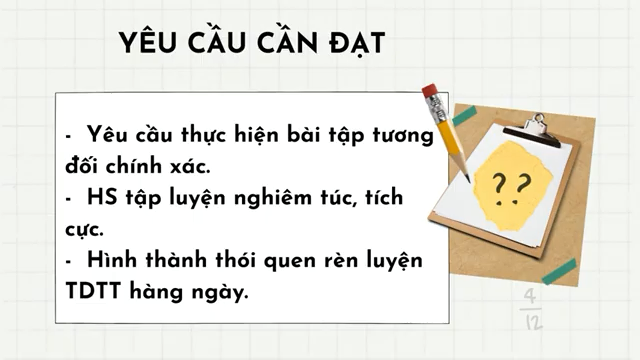 YÊU CẦU CẦN ĐẠT
- Yêu cầu thực hiện bài tập tương
đối chính xác.
- HS tập luyện nghiêm túc, tích
cực.
- Hình thành thói quen rèn luyện
TDTT hàng ngày.
??
4
12